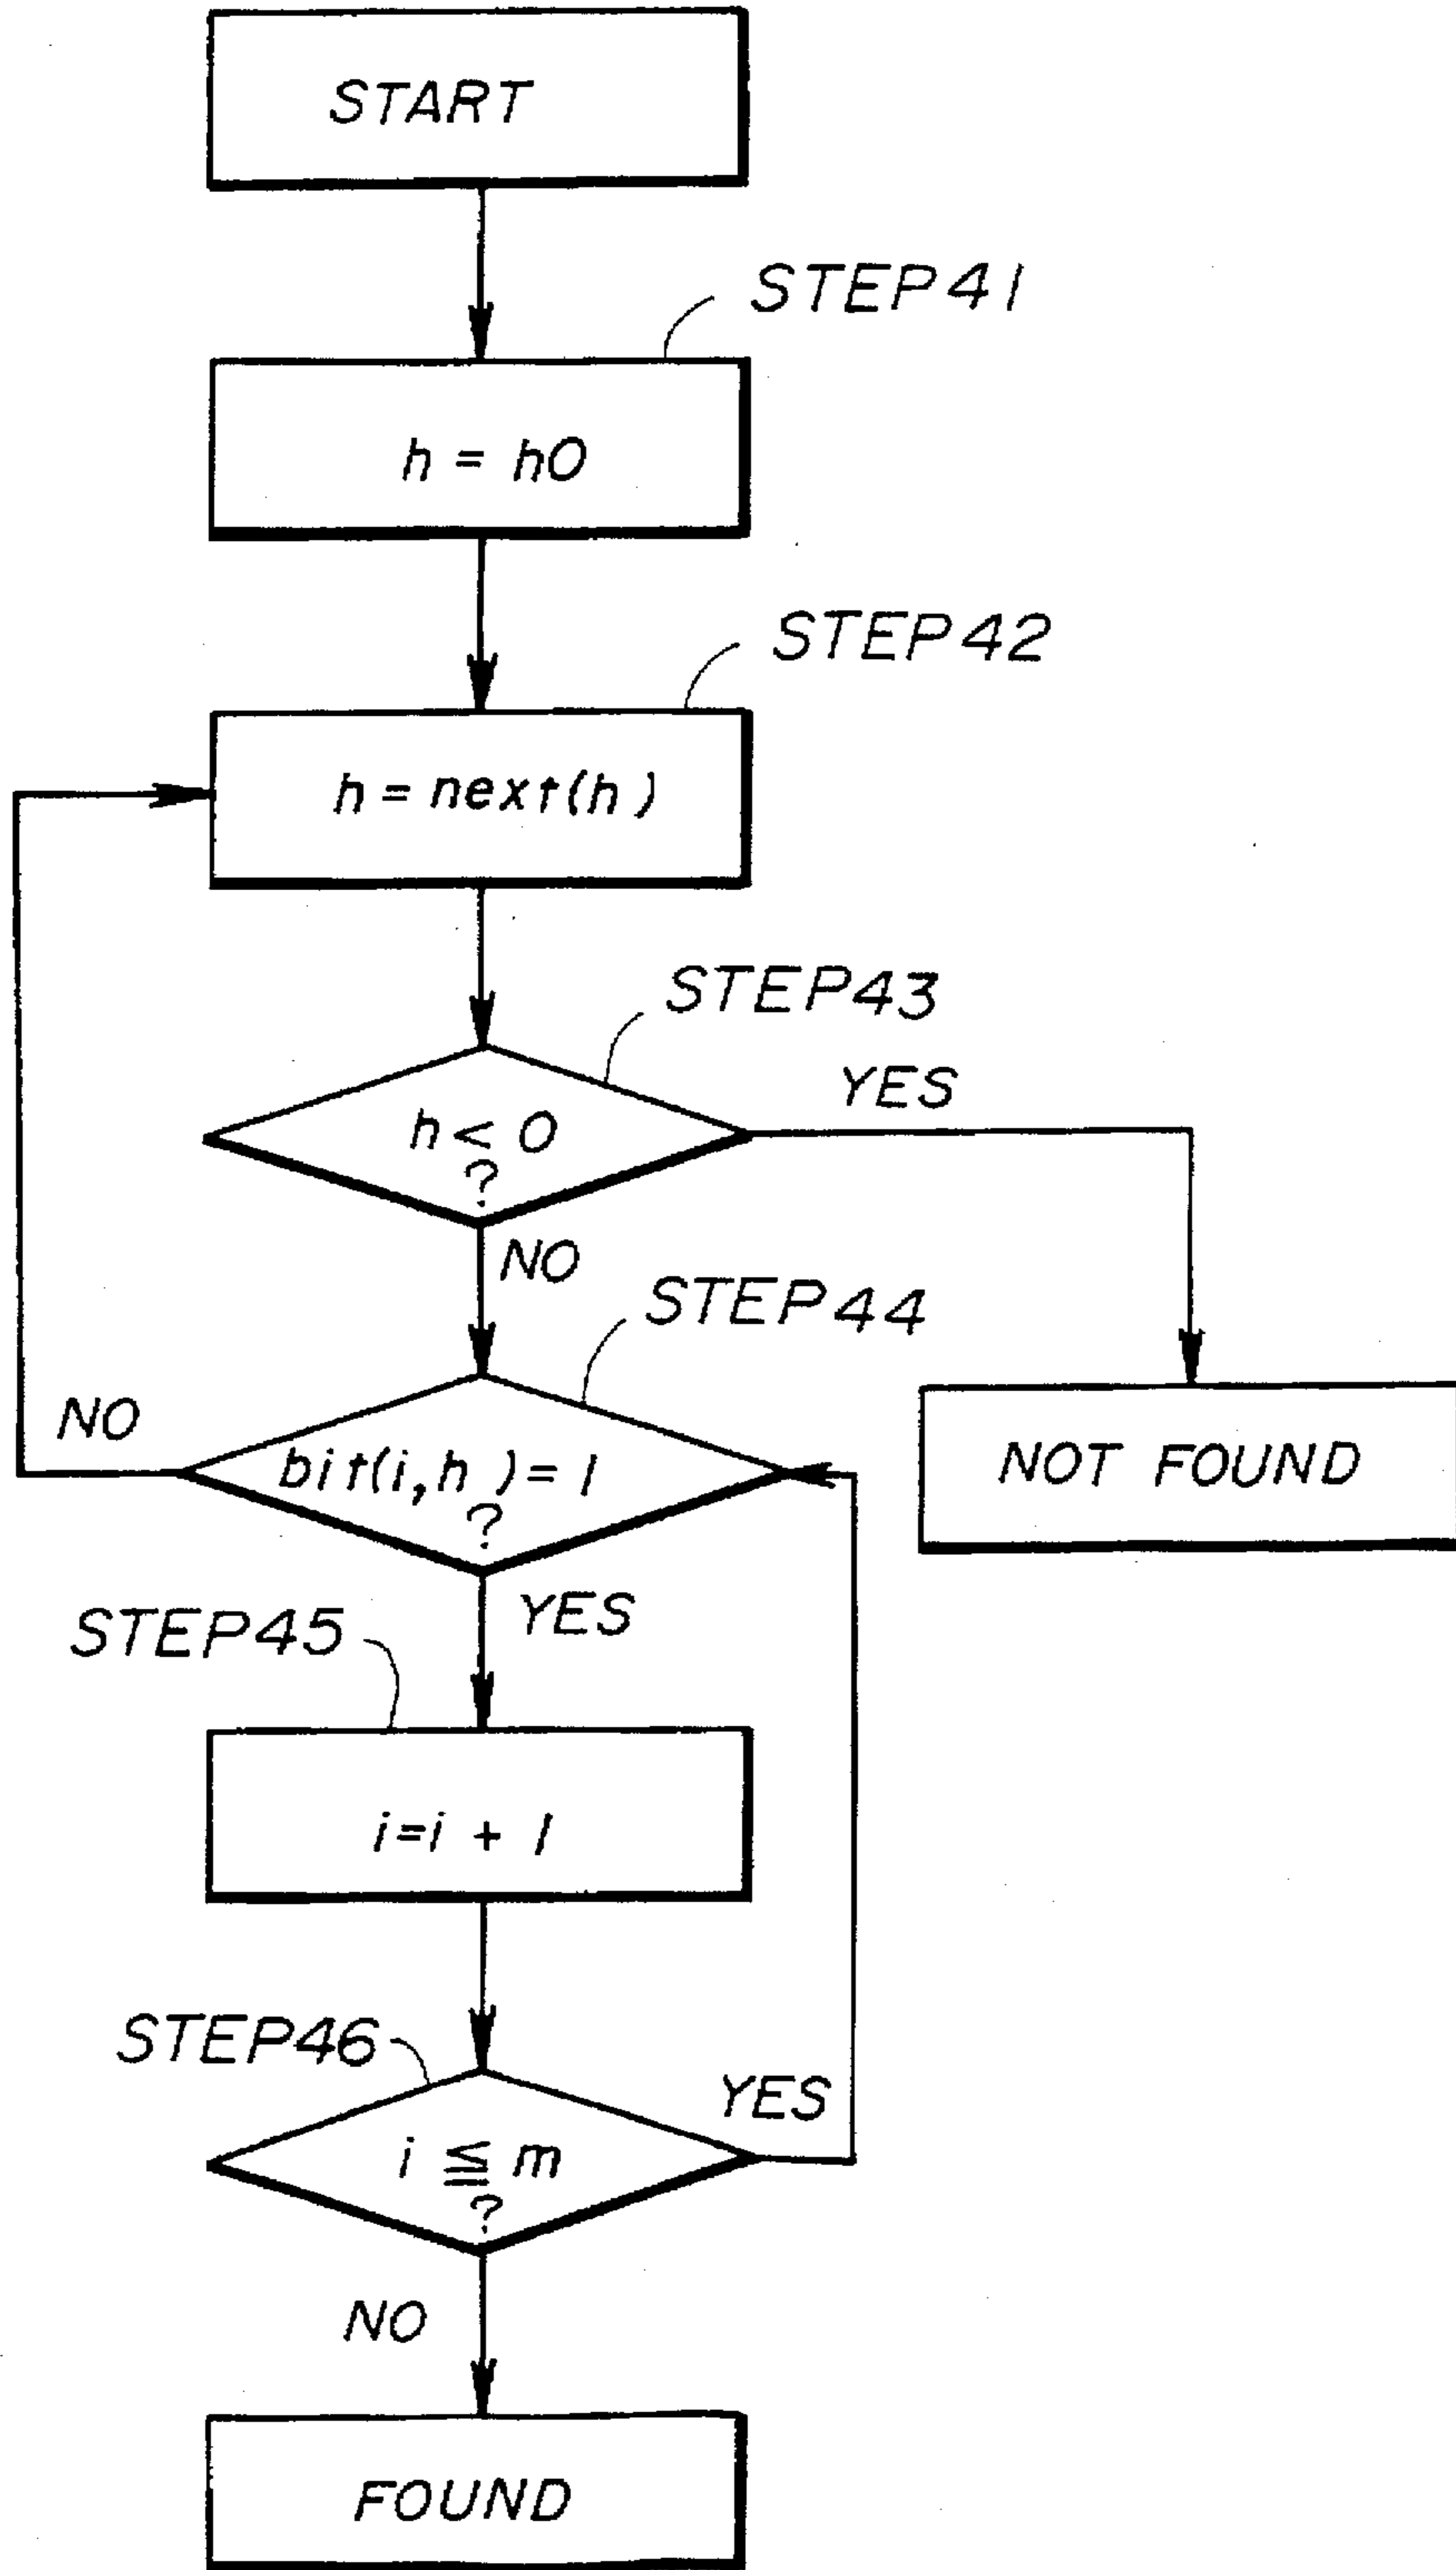 START
STEP41
h = h0
STEP42
h = next(h)
STEP43
YES
h < 0
?
NO
STEP44
NO
bit(i,h) = 1
?
NOT FOUND
YES
STEP45
i=i + 1
STEP46
YES
i ≦ m
?
NO
FOUND